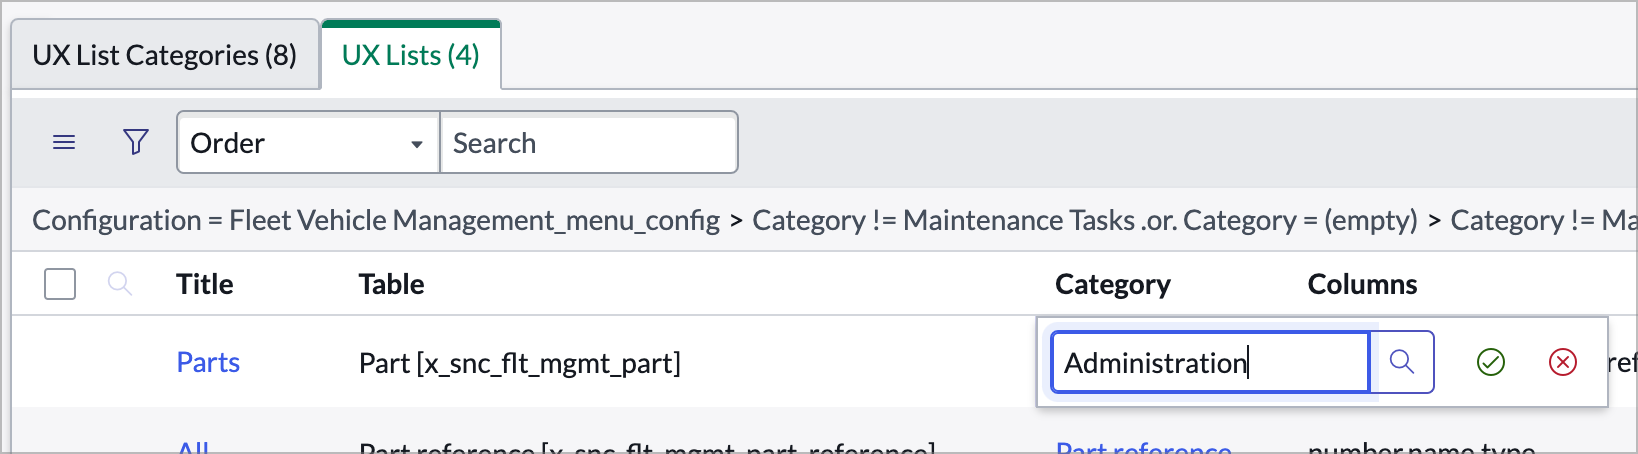 UX List Categories (8) UX Lists (4)
Order Search
Configuration = Fleet Vehicle Management_menu_config > Category != Maintenance Tasks .or. Category = (empty) > Category != Ma
Title Table Category Columns
Parts Part [x_snc_flt_mgmt_part] Administration ref
All Part reference [x_snc_flt_mgmt_part_reference] Part reference number,name,type